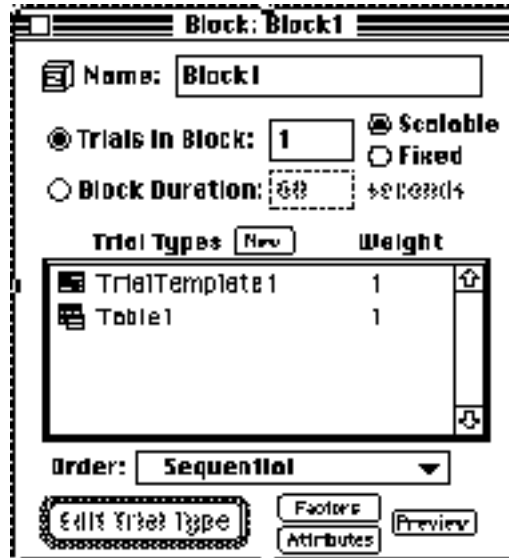 Block: Block1
Name: Block1
Trials In Block: 1
Scalable
Fixed
Block Duration: 60 seconds
Trial Types New Weight
TrialTemplate1 1
Table1 1
Order: Sequential
Edit Trial Type
Factors
Attributes
Preview